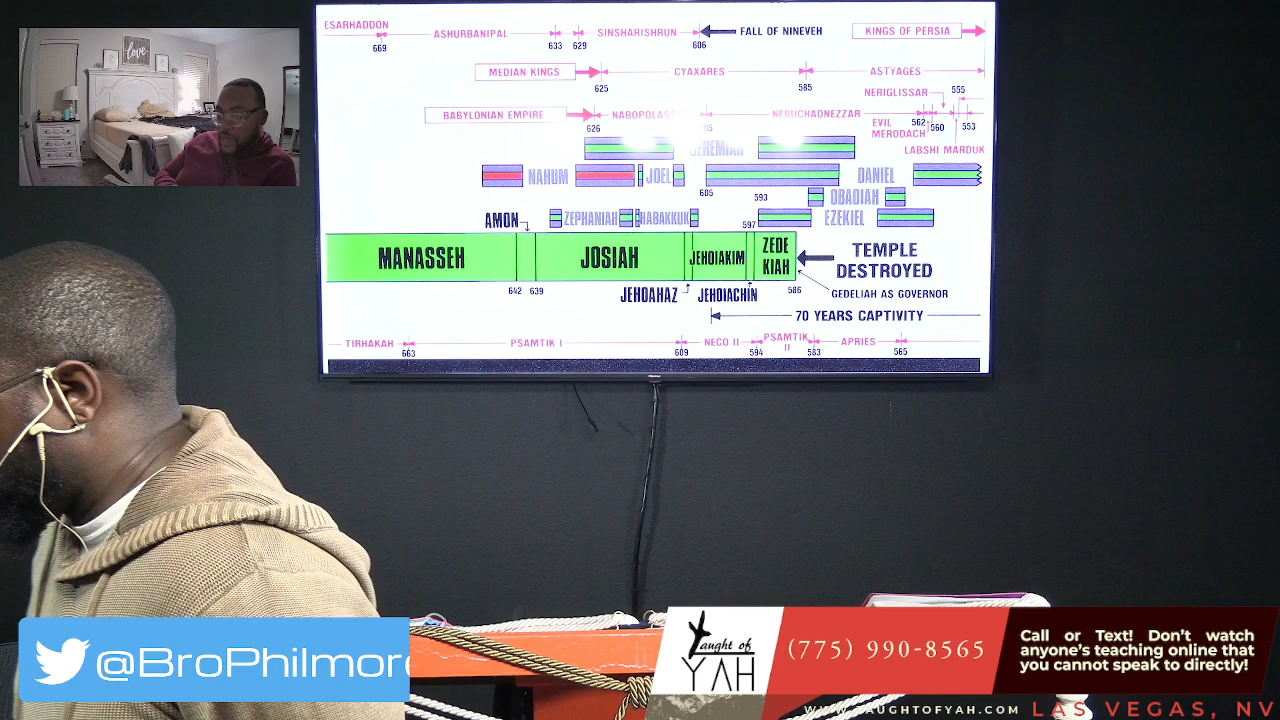 love
ESARHADDON
669
ASHURBANIPAL
633
629
SINSHARISHRUN
606
FALL OF NINEVEH
KINGS OF PERSIA
MEDIAN KINGS
625
CYAXARES
585
ASTYAGES
NERIGLISSAR
555
BABYLONIAN EMPIRE
626
NEBUCHADNEZZAR
EVIL
MERODACH
562
560
553
LABSHI MARDUK
JEREMIAH
NAHUM
JOEL
605
593
DANIEL
OBADIAH
AMON
ZEPHANIAH
HABAKKUK
597
EZEKIEL
MANASSEH
JOSIAH
JEHOIAKIM
ZEDE
KIAH
TEMPLE
DESTROYED
642
639
JEHOAHAZ
JEHOIACHIN
586
GEDELIAH AS GOVERNOR
70 YEARS CAPTIVITY
TIRHAKAH
663
PSAMTIK I
609
NECO II
594
PSAMTIK
II
583
APRIES
565
@BroPhilmor
taught of
YAH
(775) 990-8565
Call or Text! Don't watch
anyone's teaching online that
you cannot speak to directly!
WWW.TAUGHTOFYAH.COM
LAS VEGAS, NV